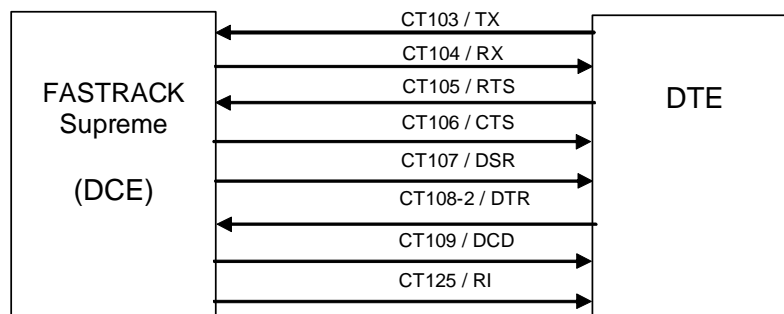 CT103 / TX
CT104 / RX
CT105 / RTS
CT106 / CTS
CT107 / DSR
CT108-2 / DTR
CT109 / DCD
CT125 / RI
FASTRACK
Supreme
(DCE)
DTE